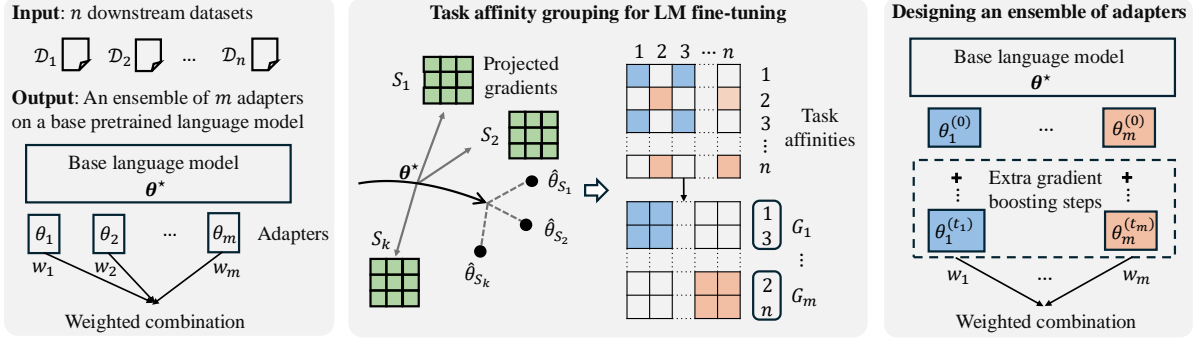 Input: n downstream datasets
𝒟1 𝒟2 ... 𝒟n
Output: An ensemble of m adapters
on a base pretrained language model
Base language model
θ⋆
θ1 θ2 ... θm Adapters
w1 w2 wm
Weighted combination
Task affinity grouping for LM fine-tuning
S1 Projected
gradients
S2
θ⋆
θ̂S1
θ̂S2
Sk
θ̂Sk
1 2 3 ... n
1
2
3
⋮
n
Task
affinities
1
3
G1
⋮
2
n
Gm
Designing an ensemble of adapters
Base language model
θ⋆
θ1(0) ... θm(0)
+ Extra gradient +
⋮ boosting steps ⋮
θ1(t1) θm(tm)
w1 ... wm
Weighted combination